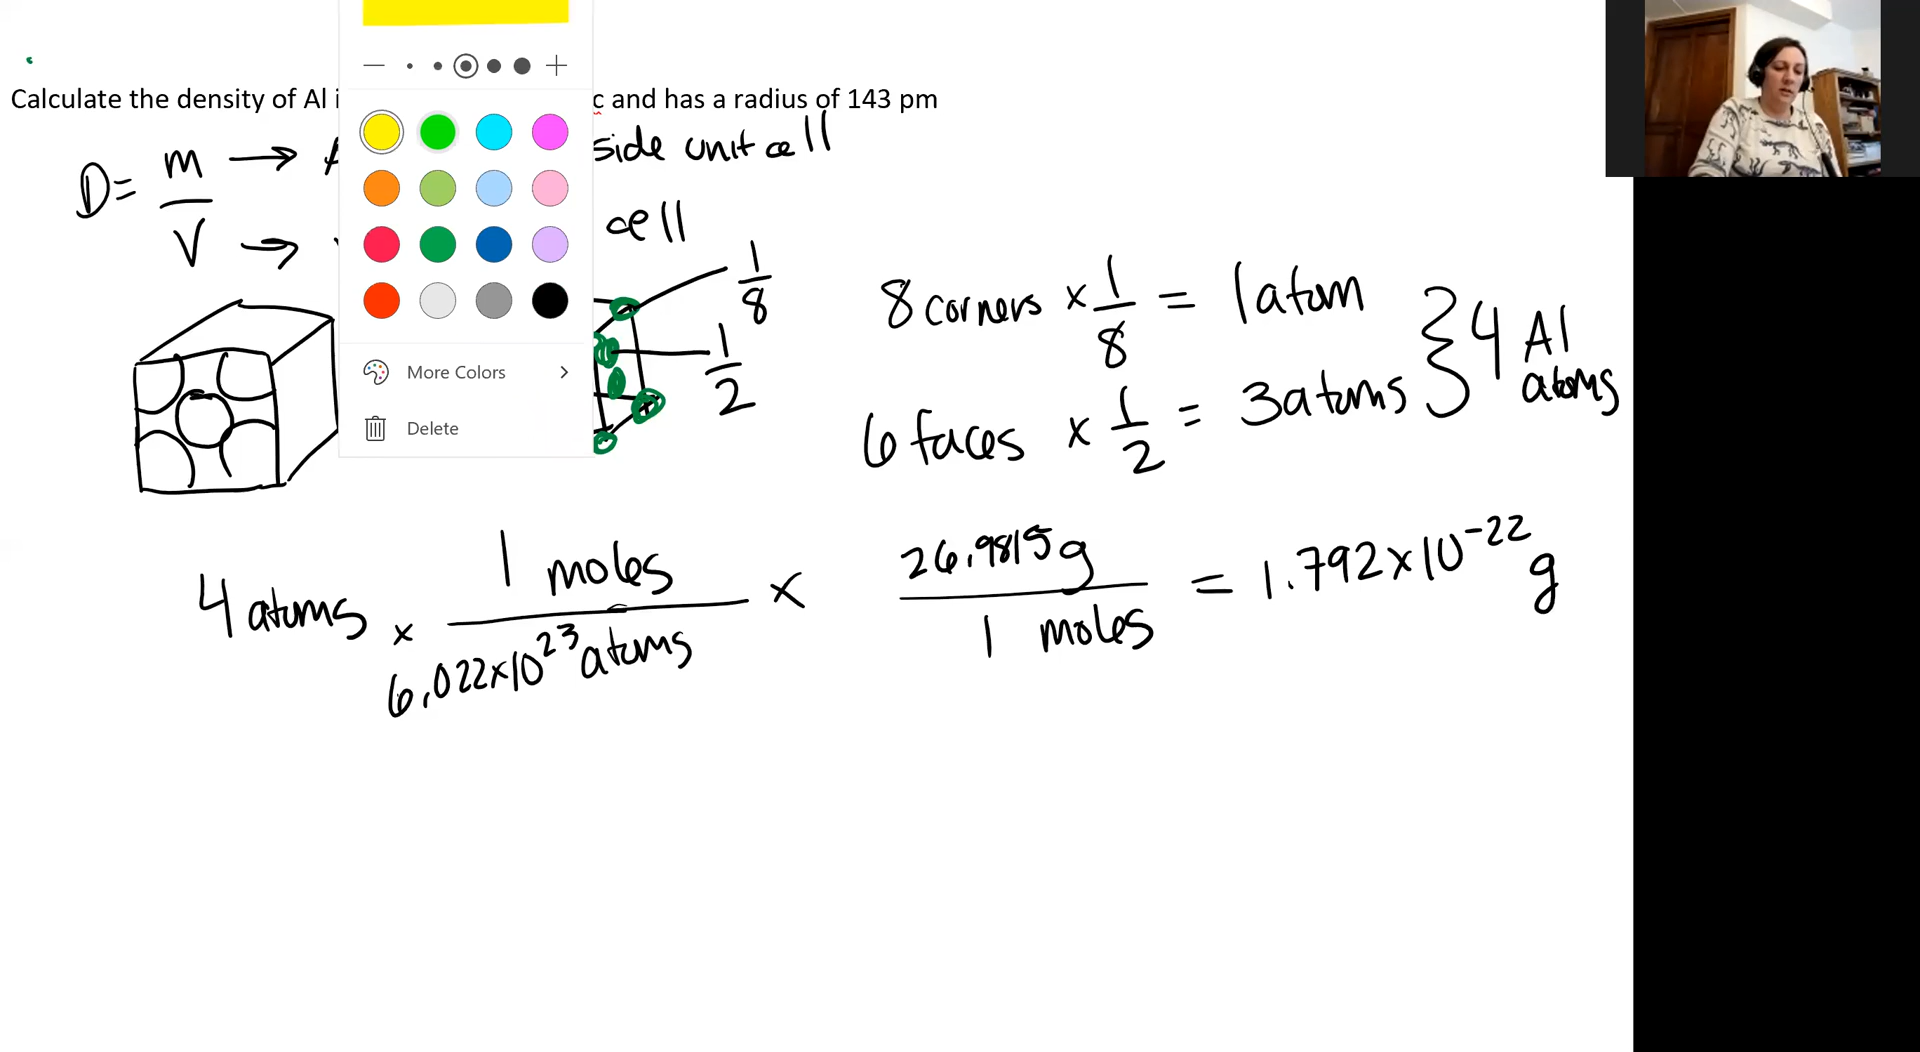 Calculate the density of Al i c and has a radius of 143 pm
D = m → side unit cell
V → cell
1/8
1/2
More Colors
Delete
8 corners x 1/8 = 1 atom
6 faces x 1/2 = 3 atoms
} 4 Al atoms
4 atoms x 1 moles / 6.022x10^23 atoms x 26.9815 g / 1 moles = 1.792x10^-22 g